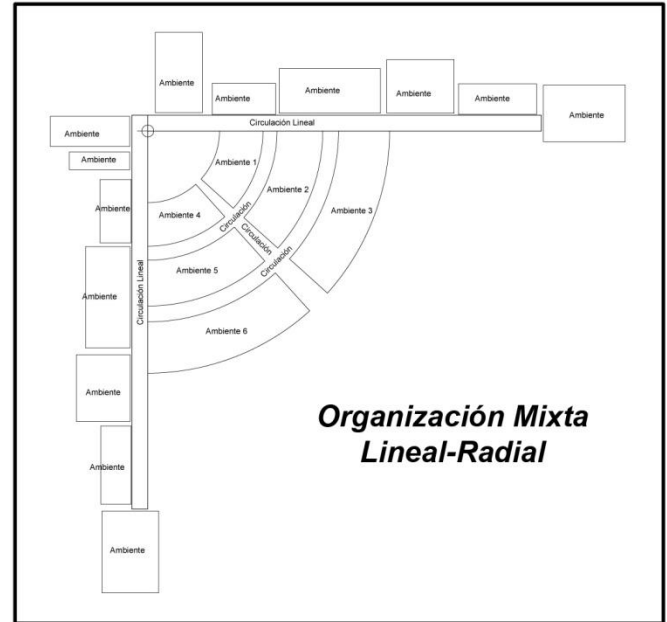 Ambiente
Ambiente
Ambiente
Ambiente
Ambiente
Ambiente
Circulación Lineal
Ambiente
Ambiente
Ambiente 1
Ambiente 2
Ambiente 3
Ambiente
Ambiente 4
Circulación
Circulación
Circulación
Ambiente 5
Circulación Lineal
Ambiente
Ambiente 6
Ambiente
Organización Mixta
Lineal-Radial
Ambiente
Ambiente